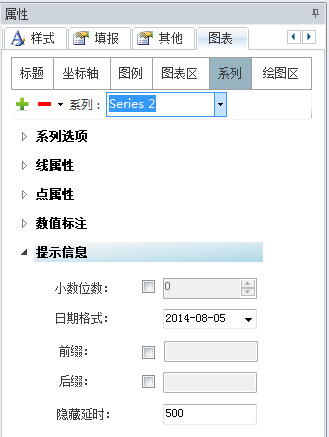 属性
样式 填报 其他 图表
标题 坐标轴 图例 图表区 系列 绘图区
系列： Series 2
系列选项
线属性
点属性
数值标注
提示信息
小数位数： 0
日期格式： 2014-08-05
前缀：
后缀：
隐藏延时： 500